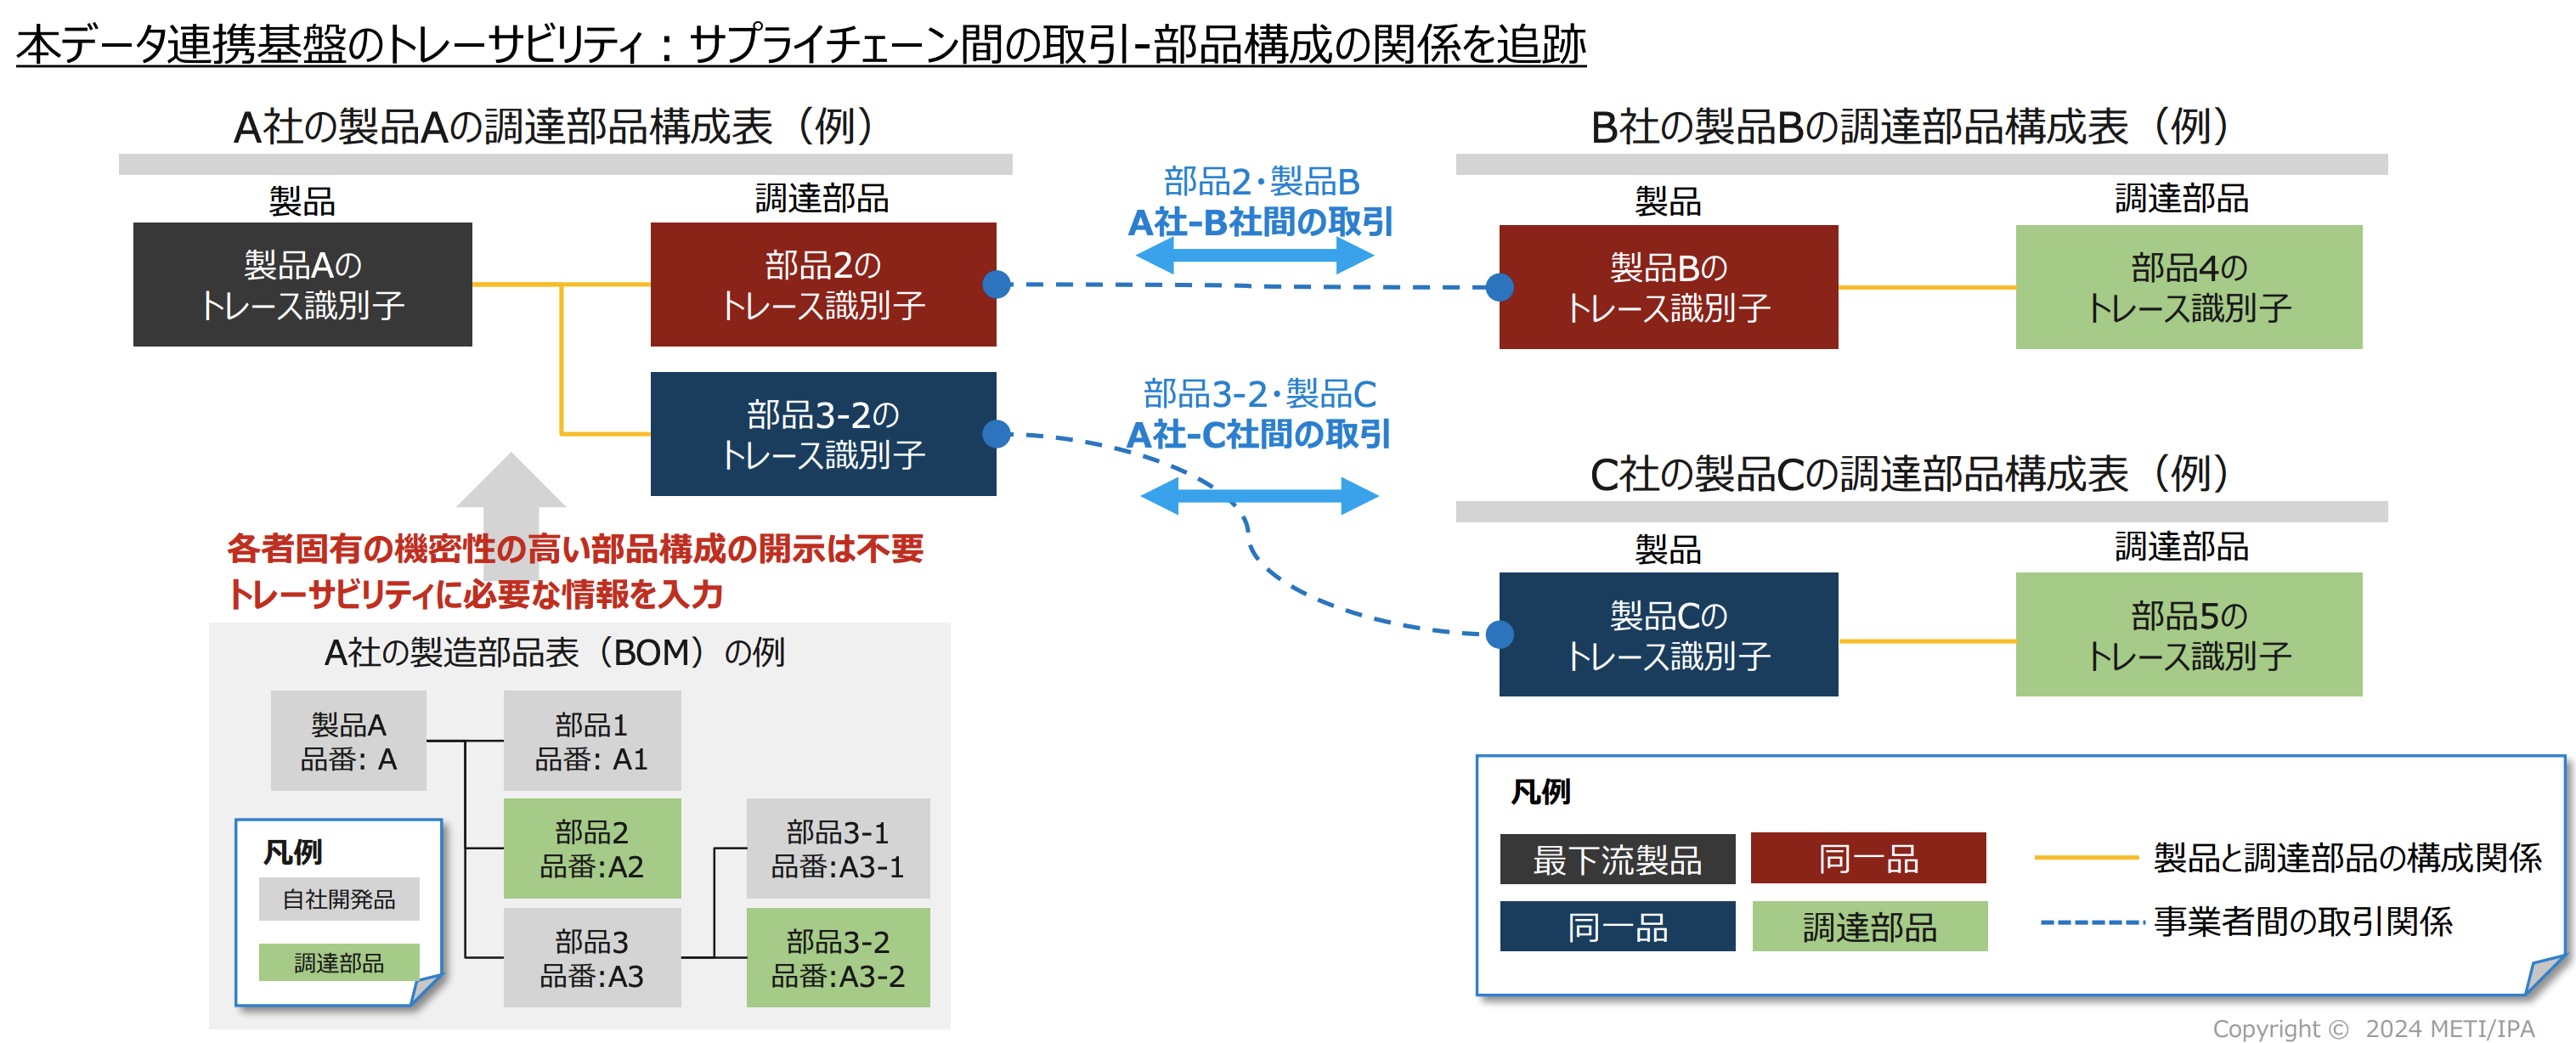 本データ連携基盤のトレーサビリティ：サプライチェーン間の取引-部品構成の関係を追跡
A社の製品Aの調達部品構成表（例）
製品
調達部品
製品Aの
トレース識別子
部品2の
トレース識別子
部品3-2の
トレース識別子
部品2・製品B
A社-B社間の取引
部品3-2・製品C
A社-C社間の取引
B社の製品Bの調達部品構成表（例）
製品
調達部品
製品Bの
トレース識別子
部品4の
トレース識別子
C社の製品Cの調達部品構成表（例）
製品
調達部品
製品Cの
トレース識別子
部品5の
トレース識別子
各者固有の機密性の高い部品構成の開示は不要
トレーサビリティに必要な情報を入力
A社の製造部品表（BOM）の例
製品A
品番: A
部品1
品番: A1
部品2
品番:A2
部品3
品番:A3
部品3-1
品番:A3-1
部品3-2
品番:A3-2
凡例
自社開発品
調達部品
凡例
最下流製品
同一品
同一品
調達部品
製品と調達部品の構成関係
事業者間の取引関係
Copyright © 2024 METI/IPA